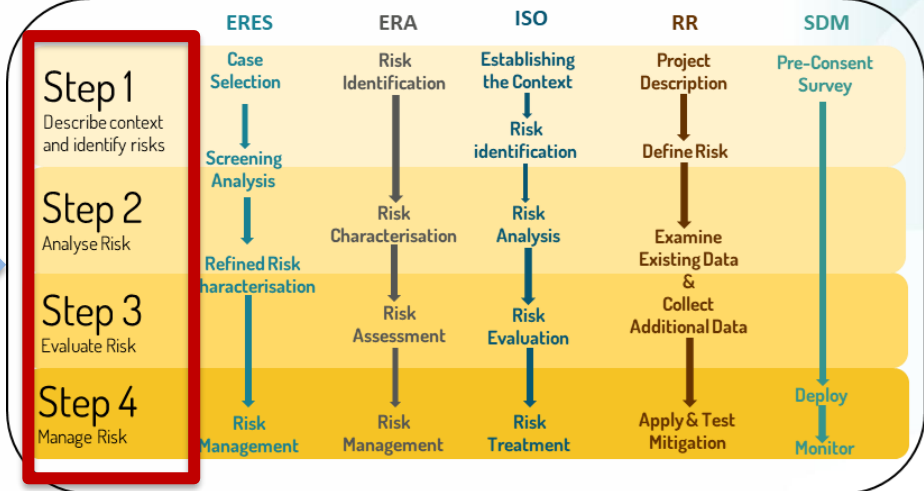 ERES
ERA
ISO
RR
SDM
Step 1
Describe context
and identify risks
Case
Selection
Risk
Identification
Establishing
the Context
Risk
identification
Project
Description
Define Risk
Pre-Consent
Survey
Screening
Analysis
Step 2
Analyse Risk
Refined Risk
haracterisation
Risk
Characterisation
Risk
Analysis
Examine
Existing Data
&
Collect
Additional Data
Step 3
Evaluate Risk
Risk
Assessment
Risk
Evaluation
Step 4
Manage Risk
Risk
Management
Risk
Management
Risk
Treatment
Apply & Test
Mitigation
Deploy
Monitor